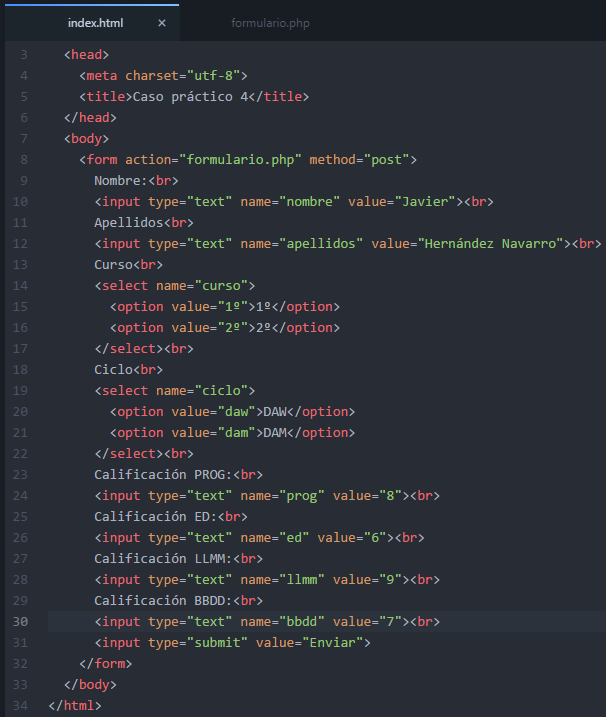 index.html × formulario.php
3 <head>
4 <meta charset="utf-8">
5 <title>Caso práctico 4</title>
6 </head>
7 <body>
8 <form action="formulario.php" method="post">
9 Nombre:<br>
10 <input type="text" name="nombre" value="Javier"><br>
11 Apellidos<br>
12 <input type="text" name="apellidos" value="Hernández Navarro"><br>
13 Curso<br>
14 <select name="curso">
15 <option value="1º">1º</option>
16 <option value="2º">2º</option>
17 </select><br>
18 Ciclo<br>
19 <select name="ciclo">
20 <option value="daw">DAW</option>
21 <option value="dam">DAM</option>
22 </select><br>
23 Calificación PROG:<br>
24 <input type="text" name="prog" value="8"><br>
25 Calificación ED:<br>
26 <input type="text" name="ed" value="6"><br>
27 Calificación LLMM:<br>
28 <input type="text" name="llmm" value="9"><br>
29 Calificación BBDD:<br>
30 <input type="text" name="bbdd" value="7"><br>
31 <input type="submit" value="Enviar">
32 </form>
33 </body>
34 </html>